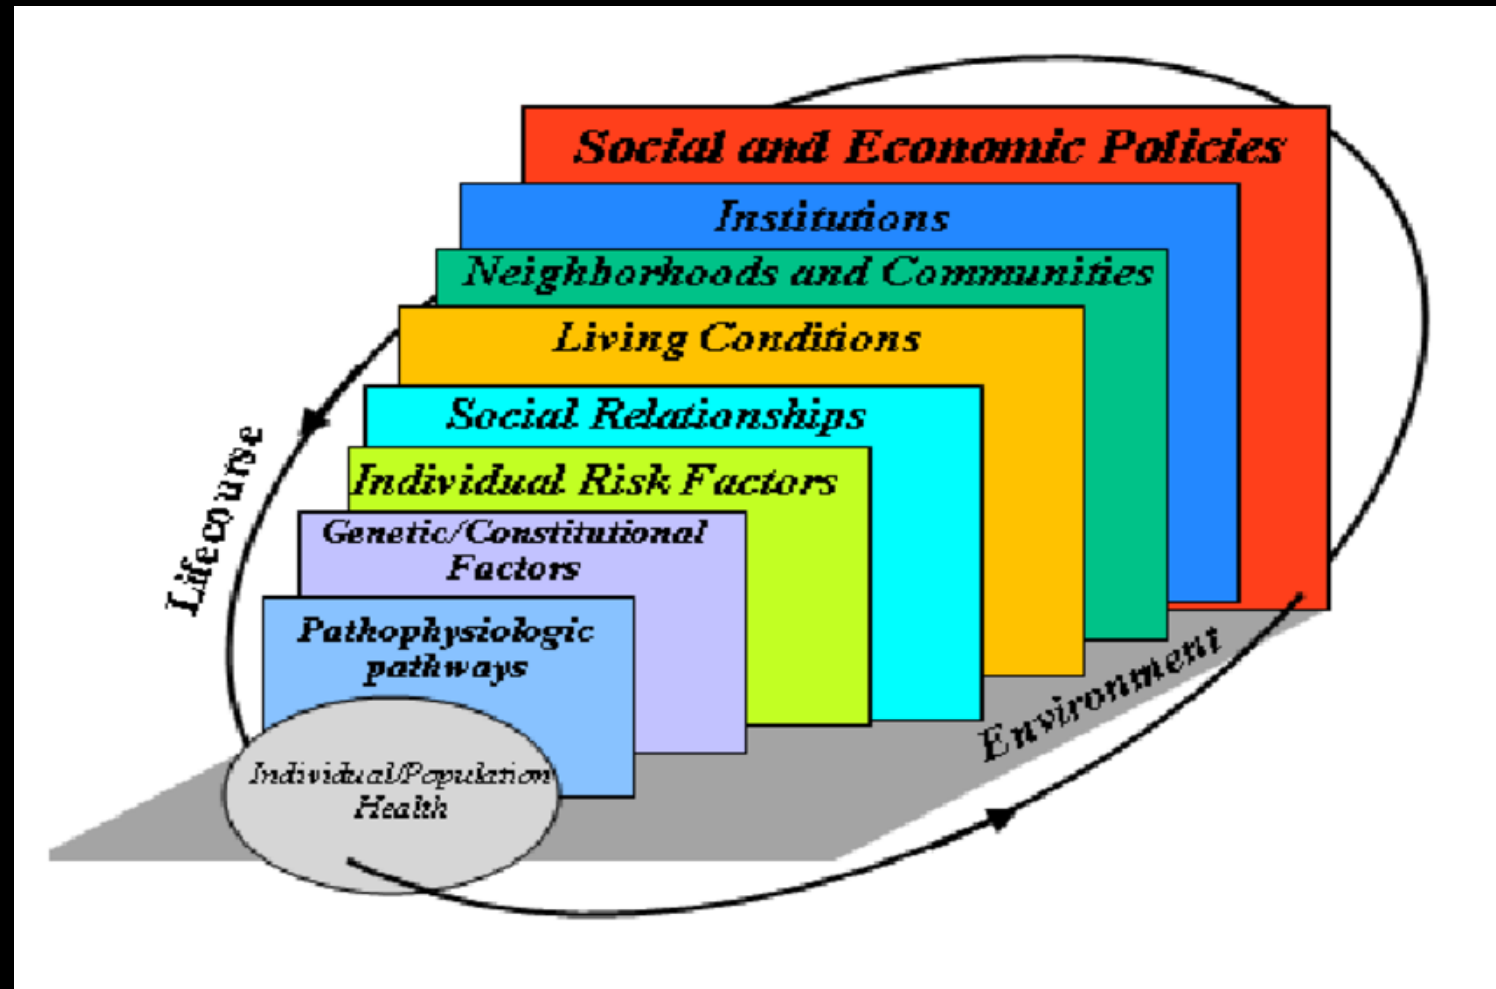 Social and Economic Policies
Institutions
Neighborhoods and Communities
Living Conditions
Social Relationships
Individual Risk Factors
Genetic/Constitutional
Factors
Pathophysiologic
pathways
Individual/Population
Health
Lifecourse
Environment